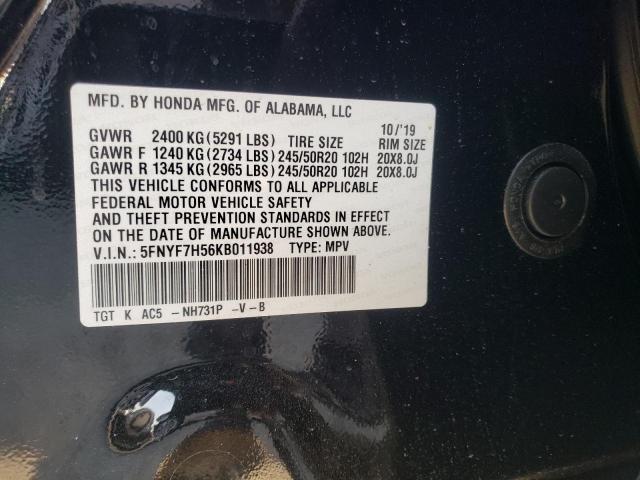 MFD. BY HONDA MFG. OF ALABAMA, LLC
10/'19
GVWR 2400 KG (5291 LBS) TIRE SIZE RIM SIZE
GAWR F 1240 KG (2734 LBS) 245/50R20 102H 20X8.0J
GAWR R 1345 KG (2965 LBS) 245/50R20 102H 20X8.0J
THIS VEHICLE CONFORMS TO ALL APPLICABLE
FEDERAL MOTOR VEHICLE SAFETY
AND THEFT PREVENTION STANDARDS IN EFFECT
ON DATE OF MANUFACTURE SHOWN ABOVE.
V.I.N.: 5FNYF7H56KB011938 TYPE: MPV
TGT K AC5 -NH731P -V-B